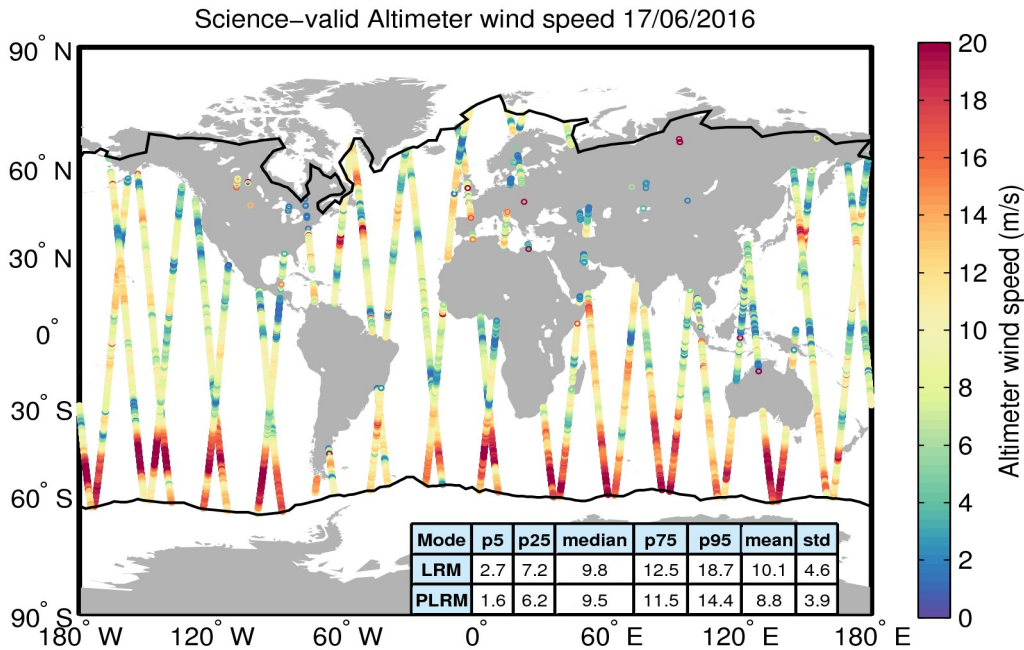 Science−valid Altimeter wind speed 17/06/2016
90° N
60° N
30° N
0°
30° S
60° S
90° S
180° W
120° W
60° W
0°
60° E
120° E
180° E
Mode p5 p25 median p75 p95 mean std
LRM 2.7 7.2 9.8 12.5 18.7 10.1 4.6
PLRM 1.6 6.2 9.5 11.5 14.4 8.8 3.9
20
18
16
14
12
10
8
6
4
2
0
Altimeter wind speed (m/s)